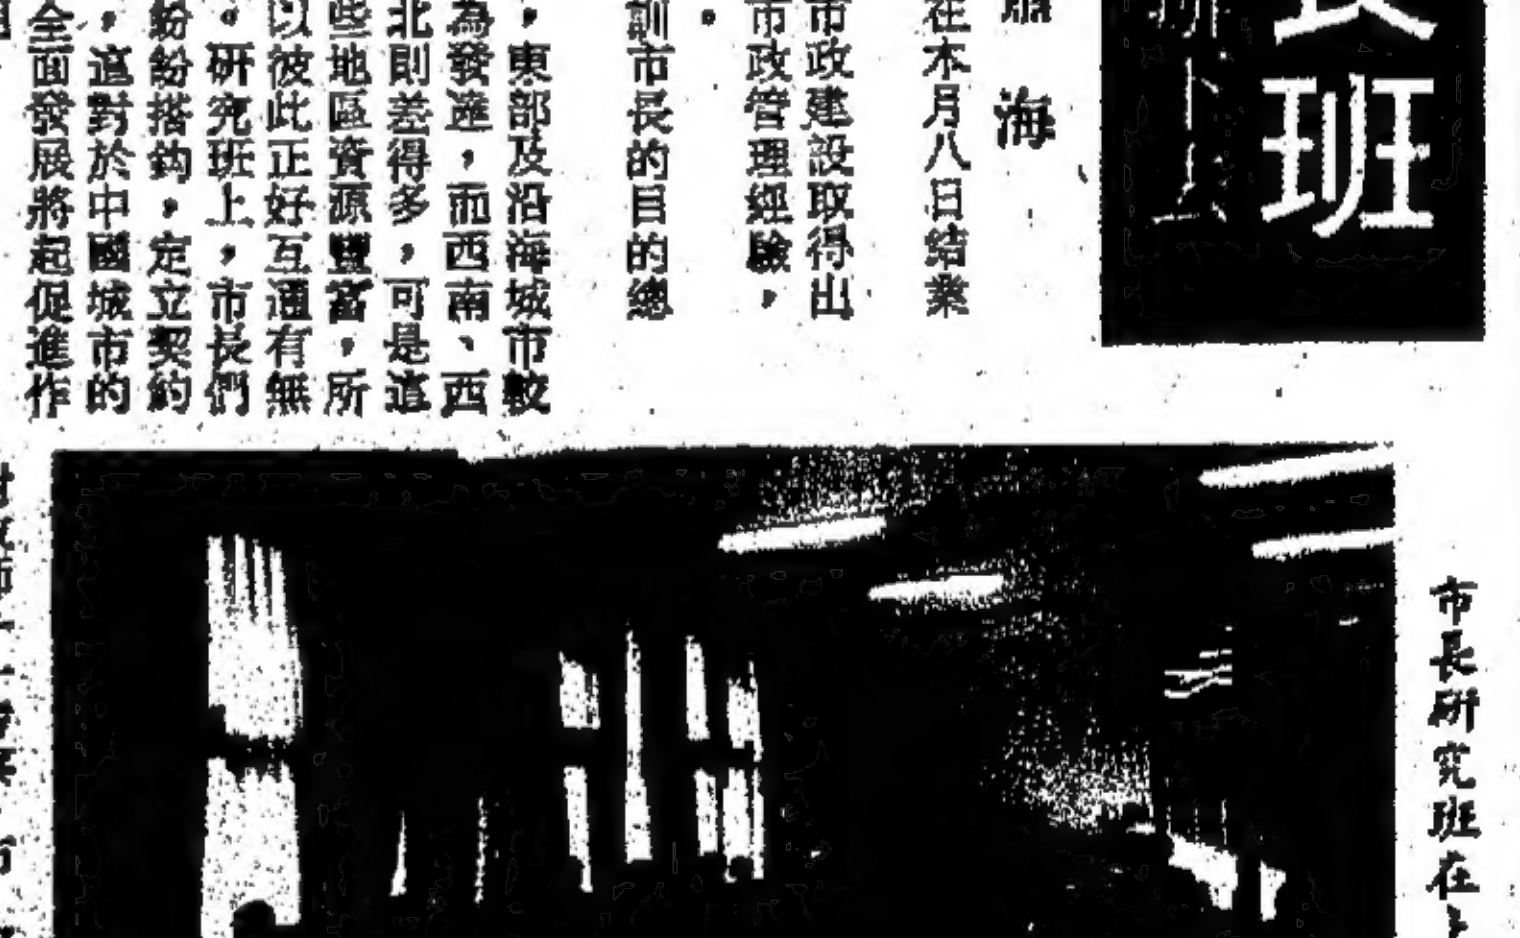 班
海
在本月八日結業
市政建設取得出
市政管理經驗，
。
訓市長的目的總
，東部及沿海城市較
為發達，而西南、西
北則差得多，可是這
些地區資源豐富，所
以彼此正好互通有無
。研究班上，市長們
紛紛搭鈎，定立契約
，這對於中國城市的
全面發展將起促進作
市長研究班在